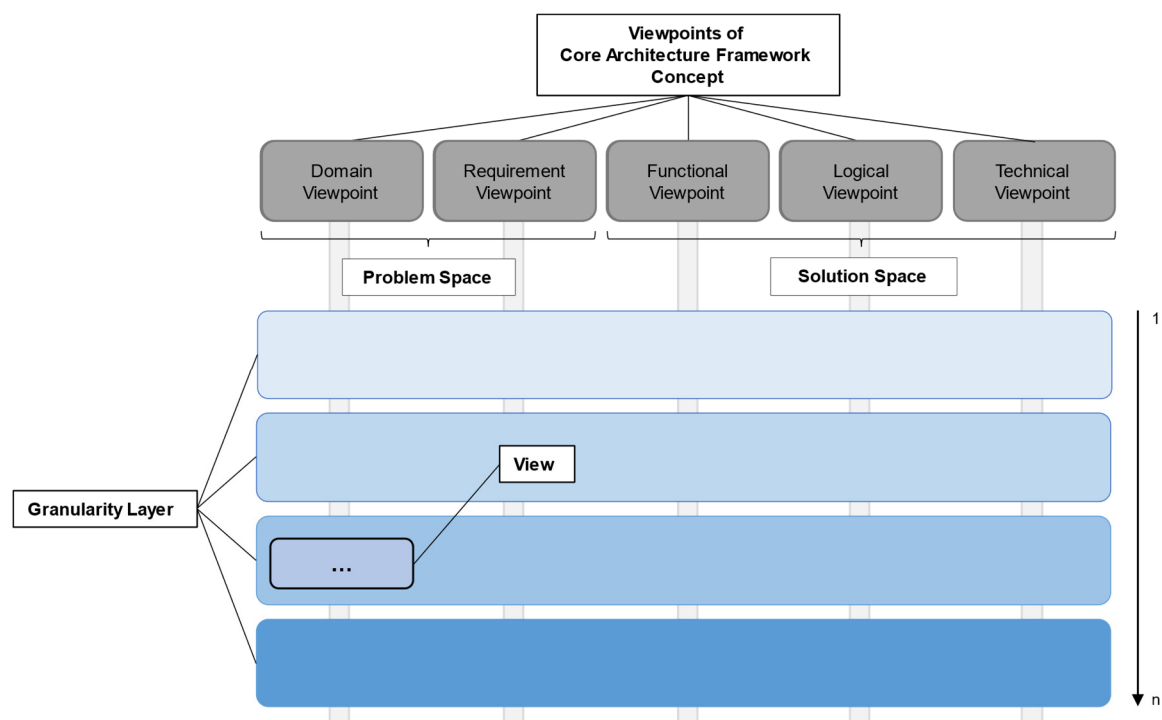 Viewpoints of
Core Architecture Framework
Concept
Domain
Viewpoint
Requirement
Viewpoint
Functional
Viewpoint
Logical
Viewpoint
Technical
Viewpoint
Problem Space
Solution Space
1
View
Granularity Layer
...
n